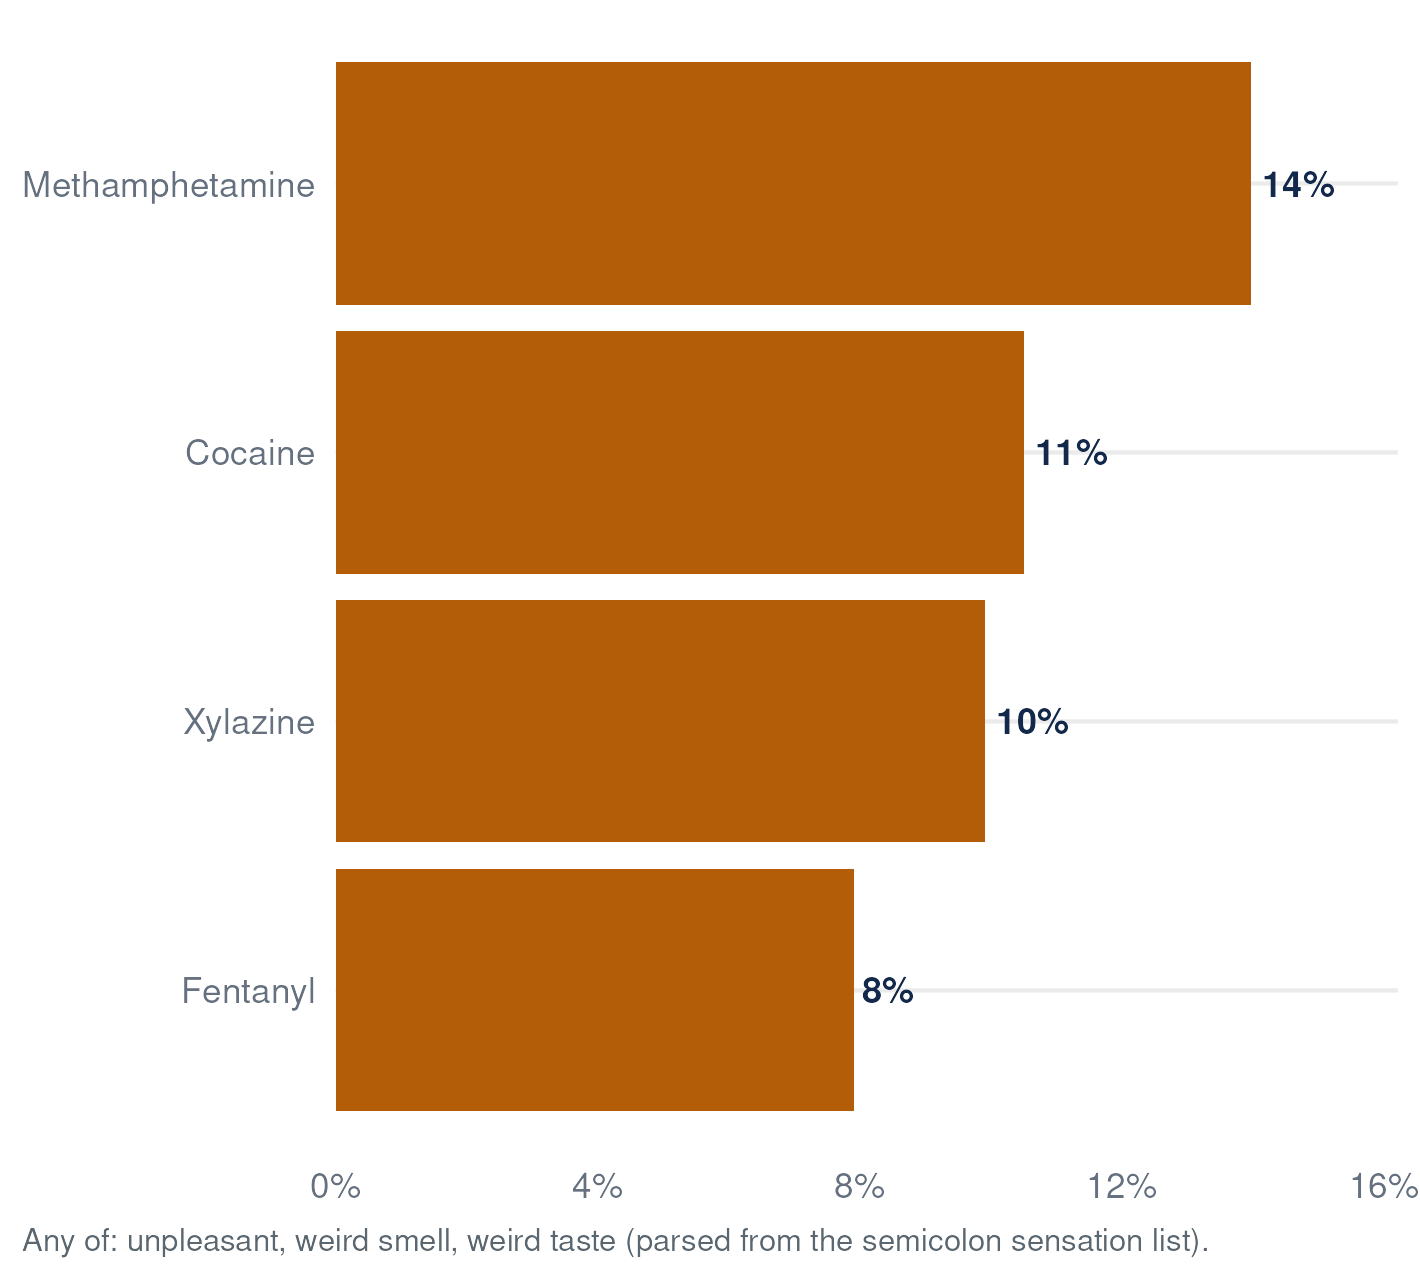 Methamphetamine 14%
Cocaine 11%
Xylazine 10%
Fentanyl 8%
0% 4% 8% 12% 16%
Any of: unpleasant, weird smell, weird taste (parsed from the semicolon sensation list).